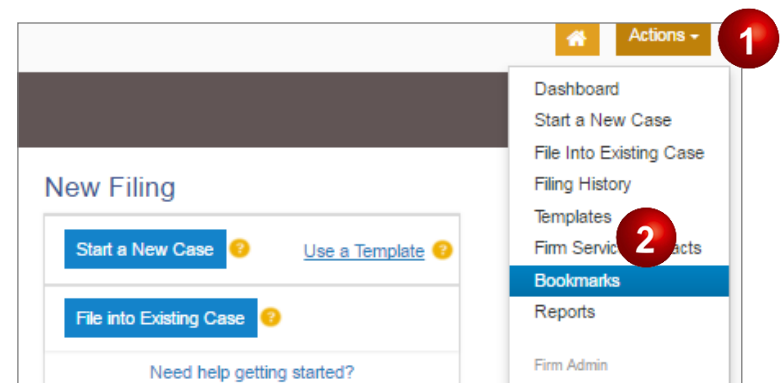 Actions
1
Dashboard
Start a New Case
File Into Existing Case
Filing History
Templates
2
Firm Servic acts
Bookmarks
Reports
Firm Admin
New Filing
Start a New Case ? Use a Template ?
File into Existing Case ?
Need help getting started?